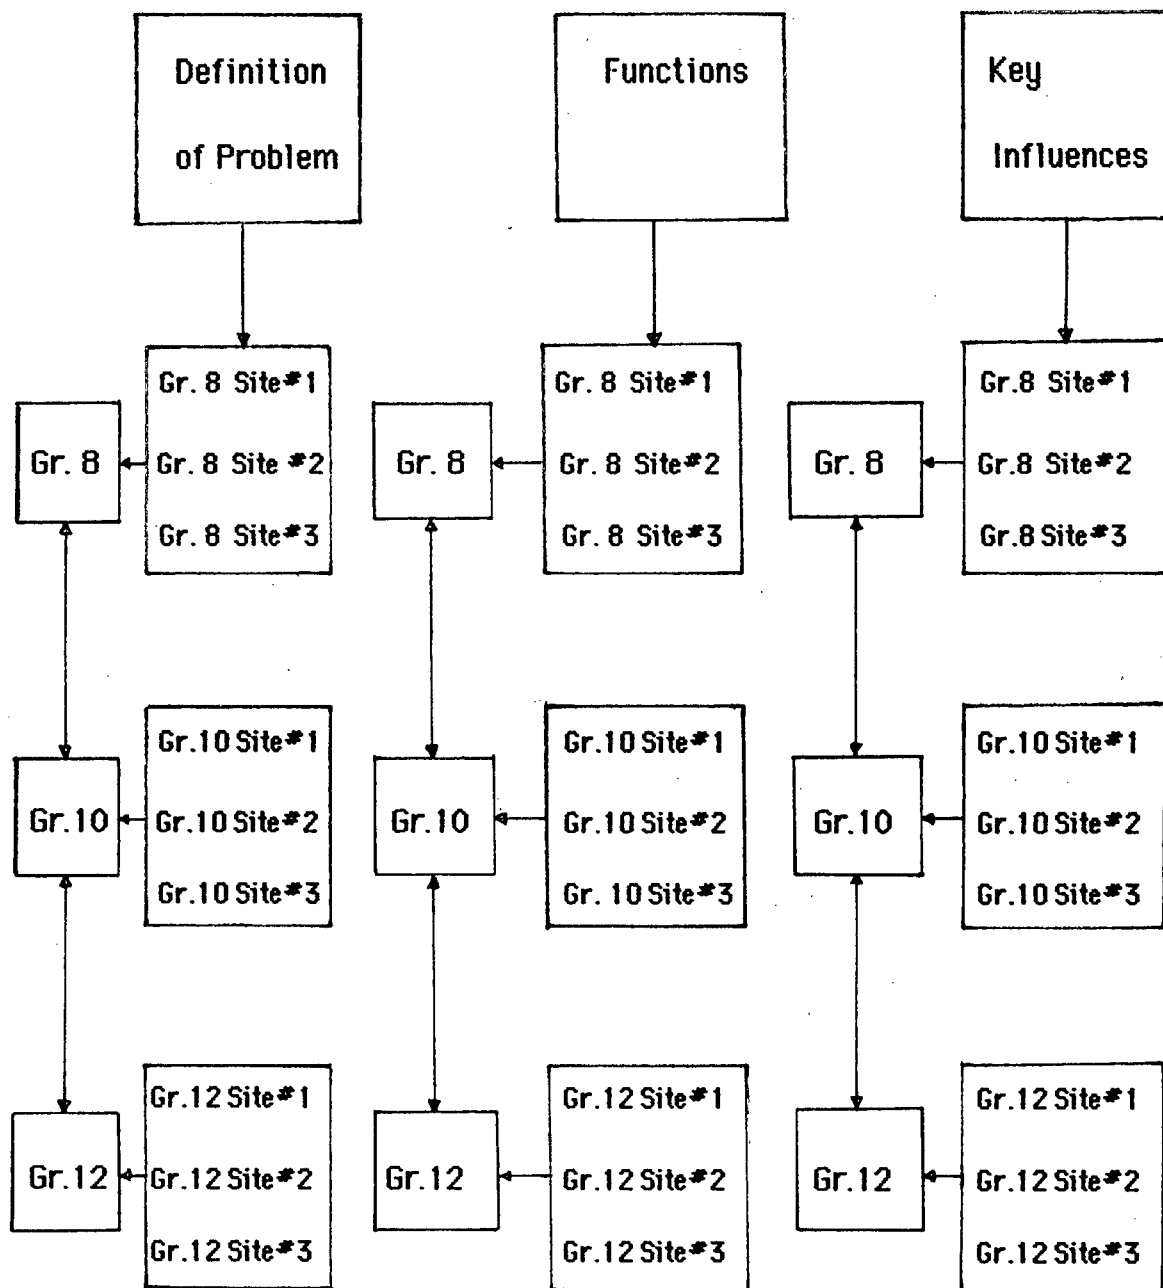 Definition
of Problem
Functions
Key
Influences
Gr. 8 Site#1
Gr. 8 Site #2
Gr. 8 Site#3
Gr. 8
Gr. 8 Site#1
Gr. 8 Site#2
Gr. 8 Site#3
Gr. 8
Gr.8 Site#1
Gr.8 Site#2
Gr.8 Site#3
Gr. 8
Gr.10 Site#1
Gr.10 Site#2
Gr.10 Site#3
Gr.10
Gr.10 Site#1
Gr.10 Site#2
Gr. 10 Site#3
Gr.10
Gr.10 Site#1
Gr.10 Site#2
Gr.10 Site#3
Gr.10
Gr.12 Site#1
Gr.12 Site#2
Gr.12 Site#3
Gr.12
Gr.12 Site#1
Gr.12 Site#2
Gr.12 Site#3
Gr.12
Gr.12 Site#1
Gr.12 Site#2
Gr.12 Site#3
Gr.12